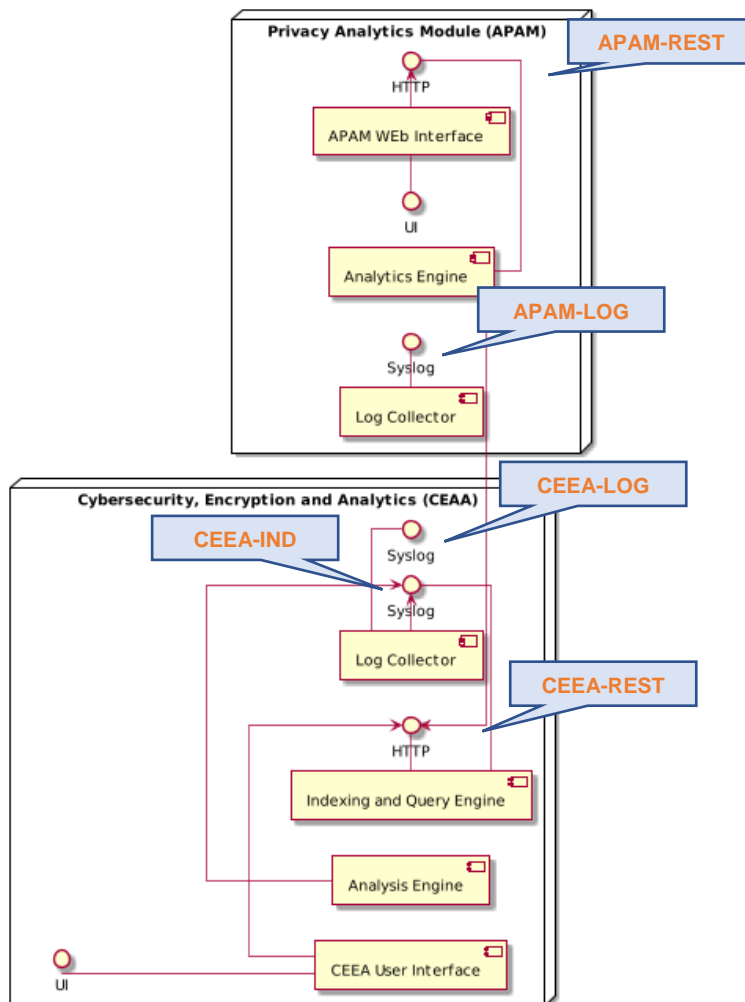 Privacy Analytics Module (APAM)
APAM-REST
HTTP
APAM WEb Interface
UI
Analytics Engine
APAM-LOG
Syslog
Log Collector
Cybersecurity, Encryption and Analytics (CEAA)
CEEA-LOG
Syslog
CEEA-IND
Syslog
Log Collector
CEEA-REST
HTTP
Indexing and Query Engine
Analysis Engine
CEEA User Interface
UI